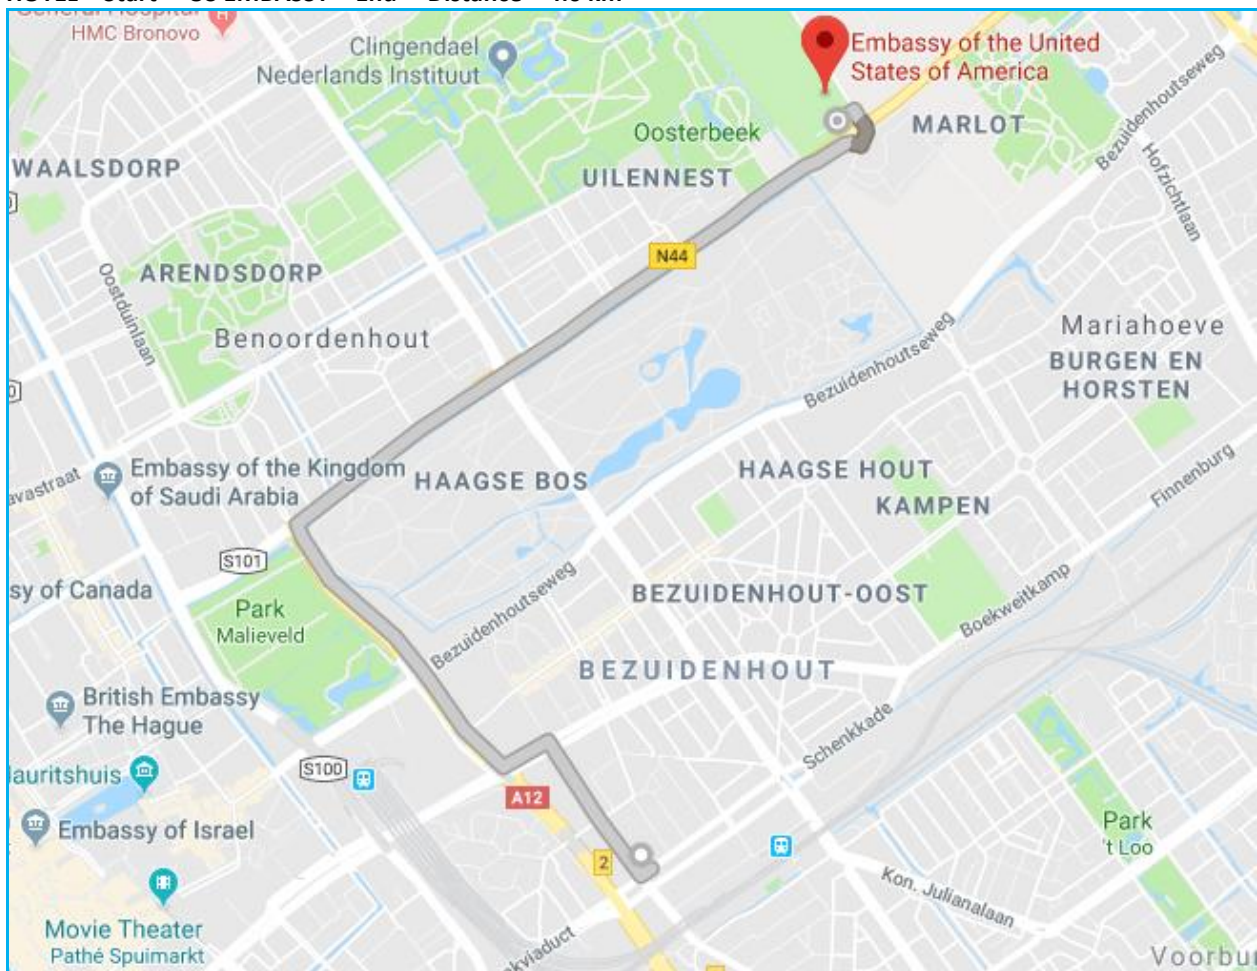 General Hospital
HMC Bronovo
Clingendael
Nederlands Instituut
Embassy of the United
States of America
Bezuidenhoutseweg
Oosterbeek
MARLOT
Hofzichtlaan
WAALSDORP
UILENNEST
N44
ARENDSDORP
Oostduinlaan
Benoordenhout
Mariahoeve
BURGEN EN
HORSTEN
Bezuidenhoutseweg
Embassy of the Kingdom
of Saudi Arabia
avastraat
HAAGSE BOS
HAAGSE HOUT
KAMPEN
Finnenburg
S101
sy of Canada
Park
Malieveld
Bezuidenhoutseweg
BEZUIDENHOUT-OOST
Boekweitkamp
BEZUIDENHOUT
British Embassy
The Hague
Schenkkade
S100
auritshuis
A12
Embassy of Israel
2
Park
't Loo
Kon. Julianalaan
Movie Theater
Pathé Spuimarkt
kviaduct
Voorbu